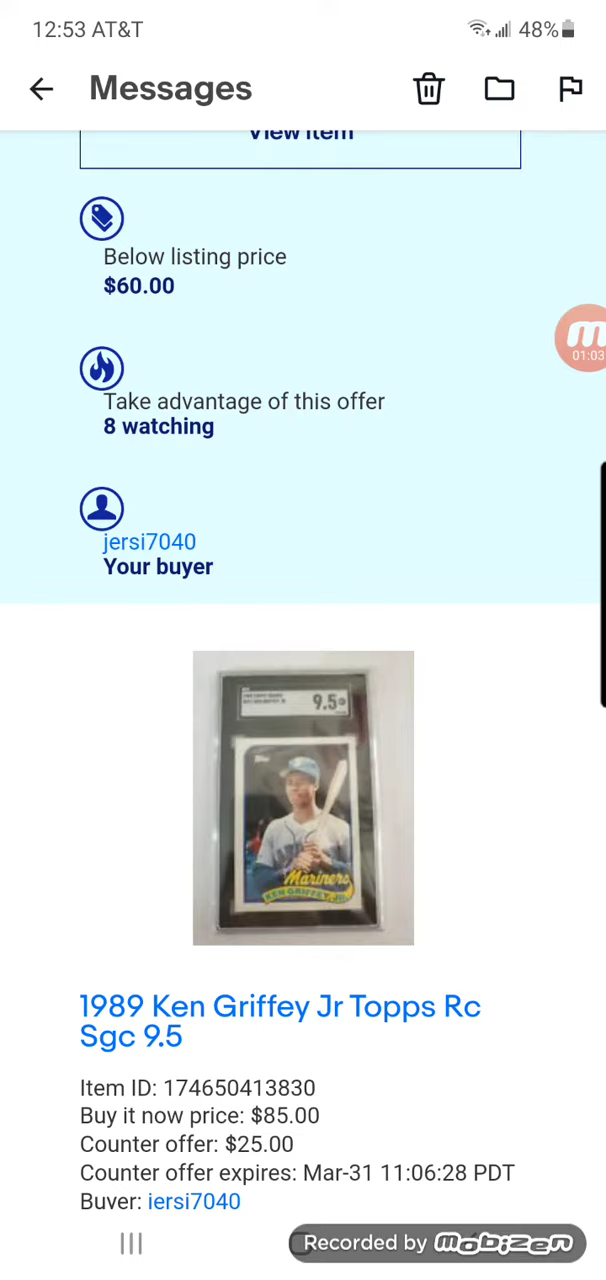 12:53 AT&T 48%
Messages
View Item
Below listing price
$60.00
01:03
Take advantage of this offer
8 watching
jersi7040
Your buyer
9.5
Mariners
KEN GRIFFEY, JR.
1989 Ken Griffey Jr Topps Rc
Sgc 9.5
Item ID: 174650413830
Buy it now price: $85.00
Counter offer: $25.00
Counter offer expires: Mar-31 11:06:28 PDT
Buyer: jersi7040
Recorded by mobizen